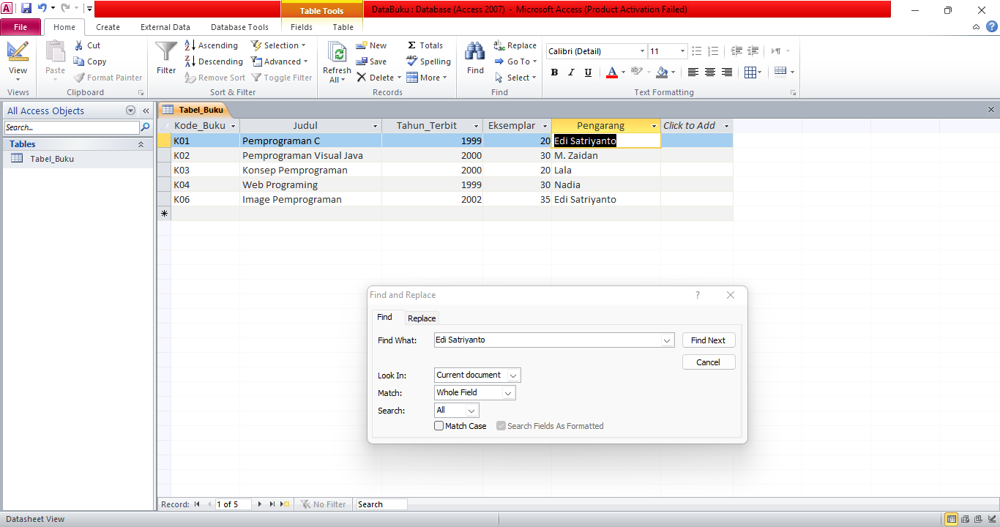 Table Tools
DataBuku : Database (Access 2007) - Microsoft Access (Product Activation Failed)
File Home Create External Data Database Tools Fields Table
View
Views
Paste
Cut
Copy
Format Painter
Clipboard
Filter
Ascending
Descending
Remove Sort
Selection
Advanced
Toggle Filter
Sort & Filter
Refresh All
New
Save
Delete
Totals
Spelling
More
Records
Find
Replace
Go To
Select
Find
Calibri (Detail) 11
B I U A
Text Formatting
All Access Objects
Search...
Tables
Tabel_Buku
Tabel_Buku
Kode_Buku Judul Tahun_Terbit Eksemplar Pengarang Click to Add
K01 Pemprograman C 1999 20 Edi Satriyanto
K02 Pemprograman Visual Java 2000 30 M. Zaidan
K03 Konsep Pemprograman 2000 20 Lala
K04 Web Programing 1999 30 Nadia
K06 Image Pemprograman 2002 35 Edi Satriyanto
Find and Replace
Find Replace
Find What: Edi Satriyanto Find Next
Cancel
Look In: Current document
Match: Whole Field
Search: All
Match Case Search Fields As Formatted
Record: 1 of 5 No Filter Search
Datasheet View